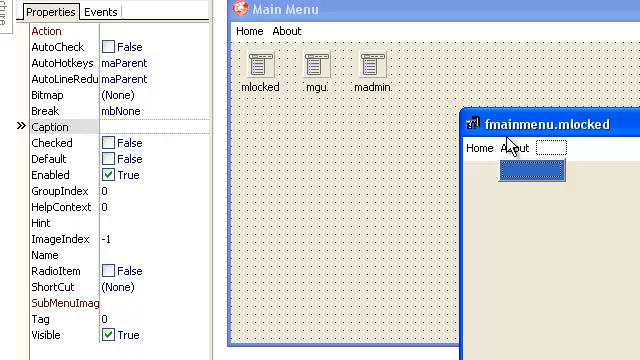 cture
Properties Events
Action
AutoCheck False
AutoHotkeys maParent
AutoLineRedu maParent
Bitmap (None)
Break mbNone
» Caption
Checked False
Default False
Enabled True
GroupIndex 0
HelpContext 0
Hint
ImageIndex -1
Name
RadioItem False
ShortCut (None)
SubMenuImag
Tag 0
Visible True
Main Menu
Home About
mlocked mgu madmin
fmainmenu.mlocked
Home About